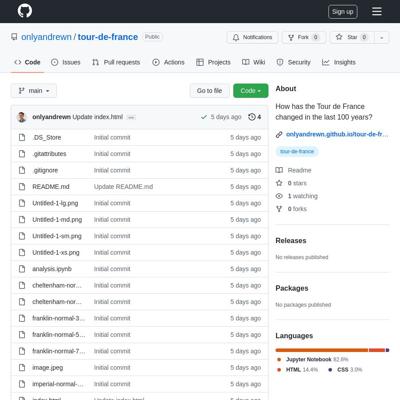 Sign up
onlyandrewn / tour-de-france Public
Notifications
Fork 0
Star 0
Code
Issues
Pull requests
Actions
Projects
Wiki
Security
Insights
main
Go to file
Code
onlyandrewn Update index.html ... 5 days ago 4
.DS_Store Initial commit 5 days ago
.gitattributes Initial commit 5 days ago
.gitignore Initial commit 5 days ago
README.md Update README.md 5 days ago
Untitled-1-lg.png Initial commit 5 days ago
Untitled-1-md.png Initial commit 5 days ago
Untitled-1-sm.png Initial commit 5 days ago
Untitled-1-xs.png Initial commit 5 days ago
analysis.ipynb Initial commit 5 days ago
cheltenham-nor... Initial commit 5 days ago
cheltenham-nor... Initial commit 5 days ago
franklin-normal-3... Initial commit 5 days ago
franklin-normal-5... Initial commit 5 days ago
franklin-normal-7... Initial commit 5 days ago
image.jpeg Initial commit 5 days ago
imperial-normal-... Initial commit 5 days ago
index.html Update index.html 5 days ago
About
How has the Tour de France
changed in the last 100 years?
onlyandrewn.github.io/tour-de-fr...
tour-de-france
Readme
0 stars
1 watching
0 forks
Releases
No releases published
Packages
No packages published
Languages
Jupyter Notebook 82.6%
HTML 14.4%
CSS 3.0%